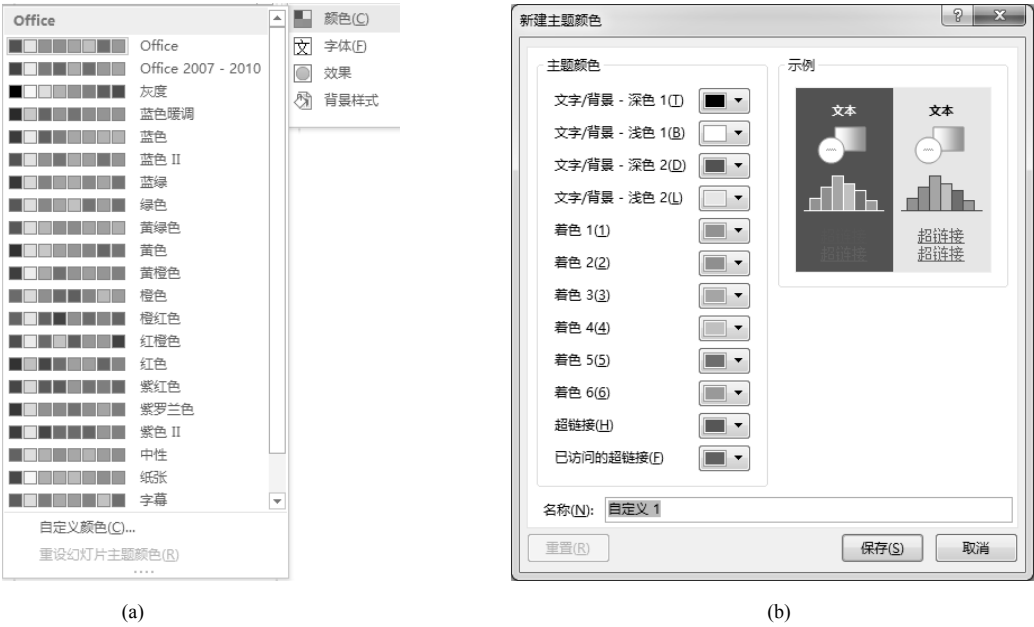 Office
Office
Office 2007 - 2010
灰度
蓝色暖调
蓝色
蓝色 II
蓝绿
绿色
黄绿色
黄色
黄橙色
橙色
橙红色
红橙色
红色
紫红色
紫罗兰色
紫色 II
中性
纸张
字幕
自定义颜色(C)...
重设幻灯片主题颜色(R)
颜色(C)
字体(F)
效果
背景样式
文
(a)
新建主题颜色
主题颜色
文字/背景 - 深色 1(T)
文字/背景 - 浅色 1(B)
文字/背景 - 深色 2(D)
文字/背景 - 浅色 2(L)
着色 1(1)
着色 2(2)
着色 3(3)
着色 4(4)
着色 5(5)
着色 6(6)
超链接(H)
已访问的超链接(F)
示例
文本 文本
超链接
超链接 超链接
名称(N): 自定义 1
重置(R) 保存(S) 取消
(b)